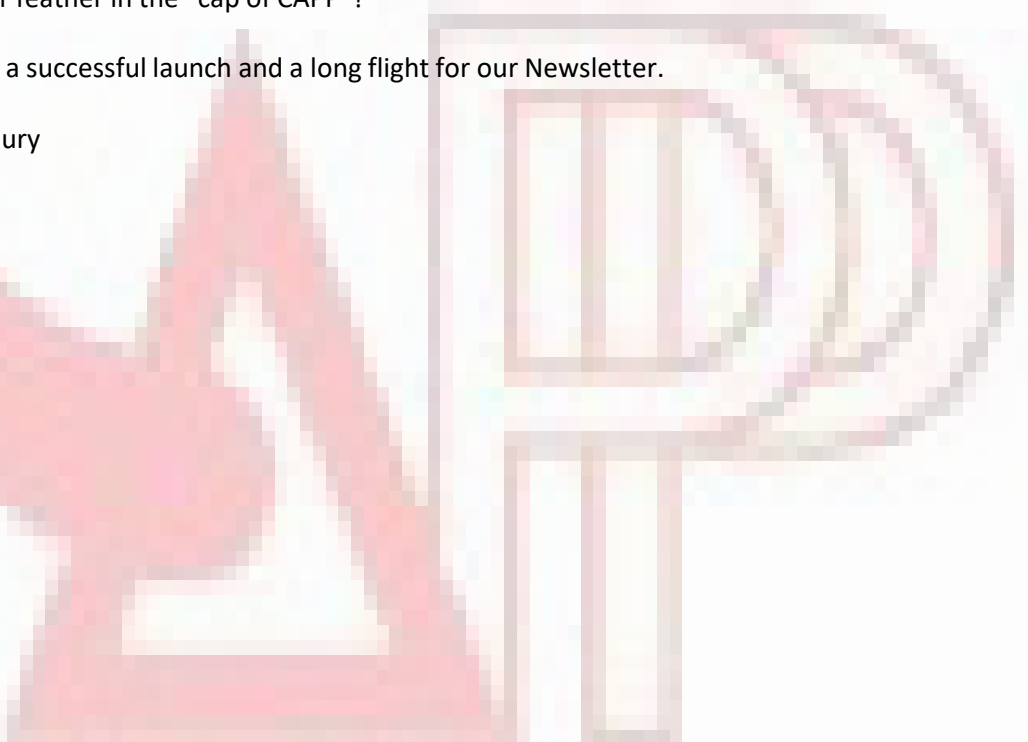 feather in the "cap of CAPP" !
a successful launch and a long flight for our Newsletter.
ury